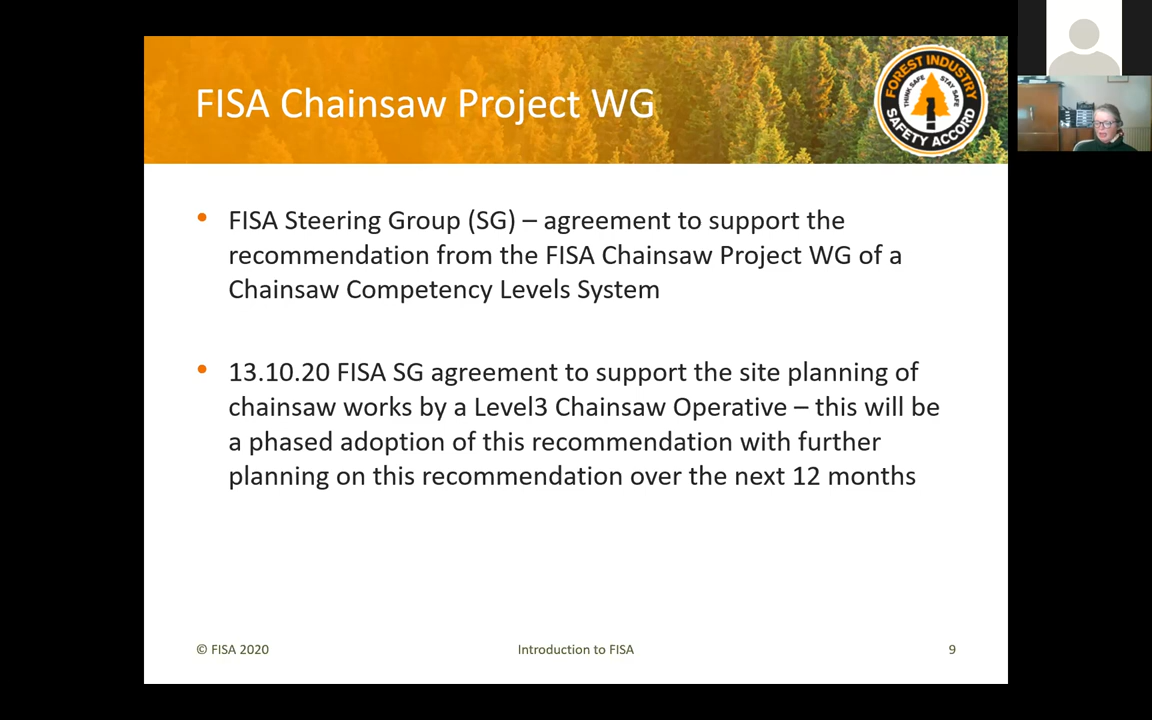 FISA Chainsaw Project WG
FOREST INDUSTRY
THINK SAFE
STAY SAFE
SAFETY ACCORD
• FISA Steering Group (SG) – agreement to support the
recommendation from the FISA Chainsaw Project WG of a
Chainsaw Competency Levels System
• 13.10.20 FISA SG agreement to support the site planning of
chainsaw works by a Level3 Chainsaw Operative – this will be
a phased adoption of this recommendation with further
planning on this recommendation over the next 12 months
© FISA 2020
Introduction to FISA
9